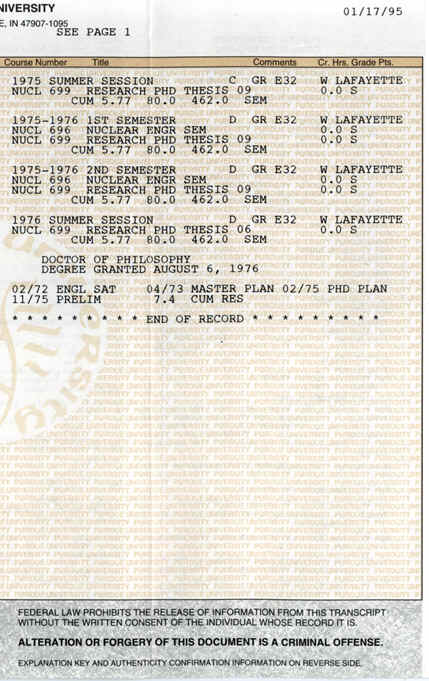 NIVERSITY
E, IN 47907-1095
01/17/95
SEE PAGE 1
Course Number Title Comments Cr. Hrs. Grade Pts.
1975 SUMMER SESSION C GR E32 W LAFAYETTE
NUCL 699 RESEARCH PHD THESIS 09 0.0 S
CUM 5.77 80.0 462.0 SEM
1975-1976 1ST SEMESTER D GR E32 W LAFAYETTE
NUCL 696 NUCLEAR ENGR SEM 0.0 S
NUCL 699 RESEARCH PHD THESIS 09 0.0 S
CUM 5.77 80.0 462.0 SEM
1975-1976 2ND SEMESTER D GR E32 W LAFAYETTE
NUCL 696 NUCLEAR ENGR SEM 0.0 S
NUCL 699 RESEARCH PHD THESIS 09 0.0 S
CUM 5.77 80.0 462.0 SEM
1976 SUMMER SESSION D GR E32 W LAFAYETTE
NUCL 699 RESEARCH PHD THESIS 06 0.0 S
CUM 5.77 80.0 462.0 SEM
DOCTOR OF PHILOSOPHY
DEGREE GRANTED AUGUST 6, 1976
02/72 ENGL SAT 04/73 MASTER PLAN 02/75 PHD PLAN
11/75 PRELIM 7.4 CUM RES
* * * * * * * * * END OF RECORD * * * * * * * * *
FEDERAL LAW PROHIBITS THE RELEASE OF INFORMATION FROM THIS TRANSCRIPT
WITHOUT THE WRITTEN CONSENT OF THE INDIVIDUAL WHOSE RECORD IT IS.
ALTERATION OR FORGERY OF THIS DOCUMENT IS A CRIMINAL OFFENSE.
EXPLANATION KEY AND AUTHENTICITY CONFIRMATION INFORMATION ON REVERSE SIDE.